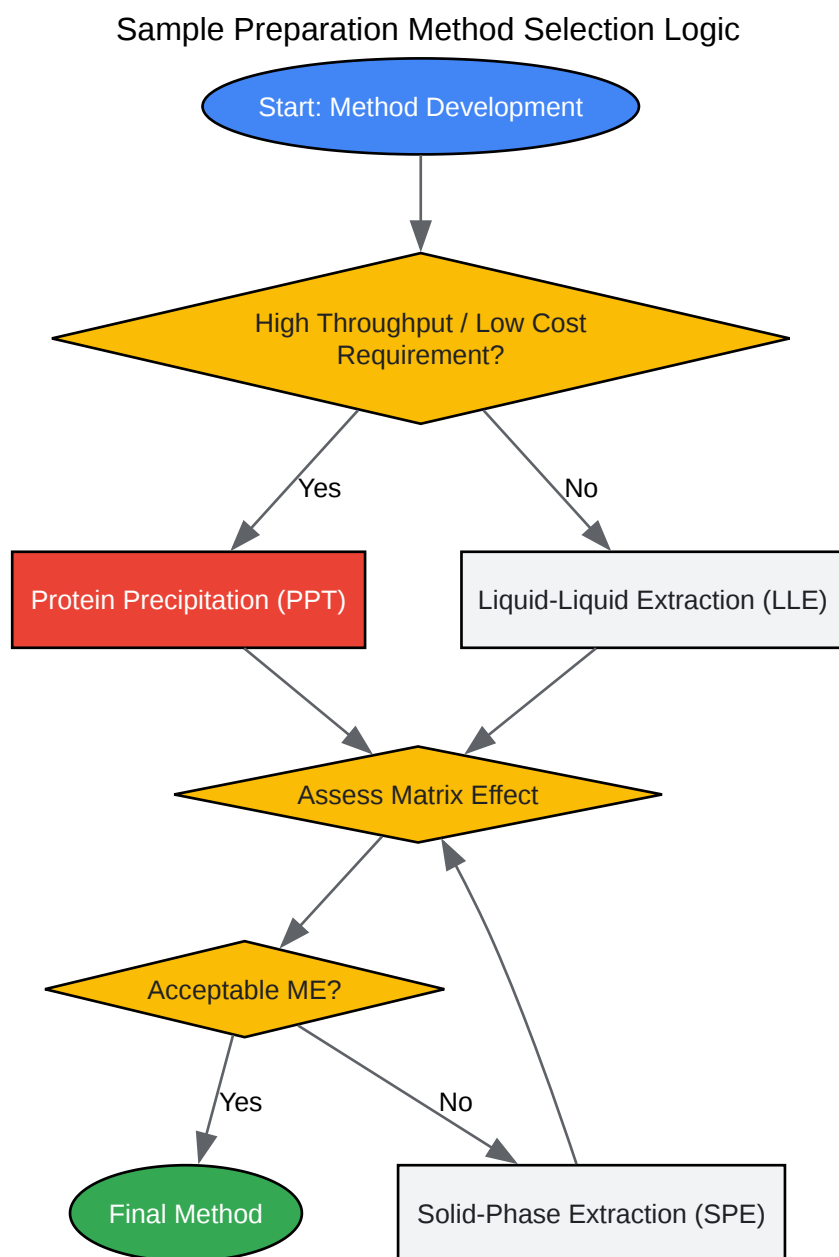 Sample Preparation Method Selection Logic
Start: Method Development
High Throughput / Low Cost
Requirement?
Yes
No
Protein Precipitation (PPT)
Liquid-Liquid Extraction (LLE)
Assess Matrix Effect
Acceptable ME?
Yes
No
Final Method
Solid-Phase Extraction (SPE)